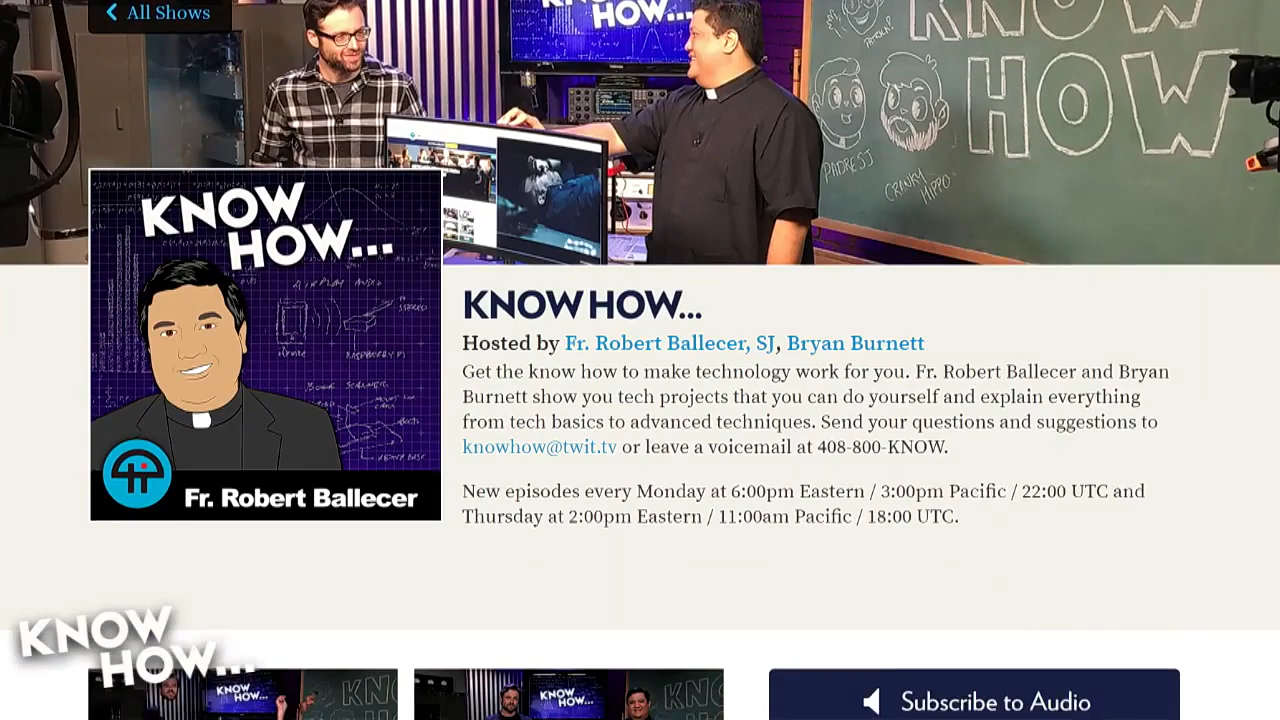 All Shows
KNOW HOW...
KNOW
HOW
PATRICK
PADRESJ
CRANKY
HIPPO
KNOW
HOW...
Fr. Robert Ballecer
KNOW HOW...
Hosted by Fr. Robert Ballecer, SJ, Bryan Burnett
Get the know how to make technology work for you. Fr. Robert Ballecer and Bryan
Burnett show you tech projects that you can do yourself and explain everything
from tech basics to advanced techniques. Send your questions and suggestions to
knowhow@twit.tv or leave a voicemail at 408-800-KNOW.
New episodes every Monday at 6:00pm Eastern / 3:00pm Pacific / 22:00 UTC and
Thursday at 2:00pm Eastern / 11:00am Pacific / 18:00 UTC.
KNOW
HOW...
KNOW
HOW...
KNO
KNOW
HOW...
KNOW
Subscribe to Audio